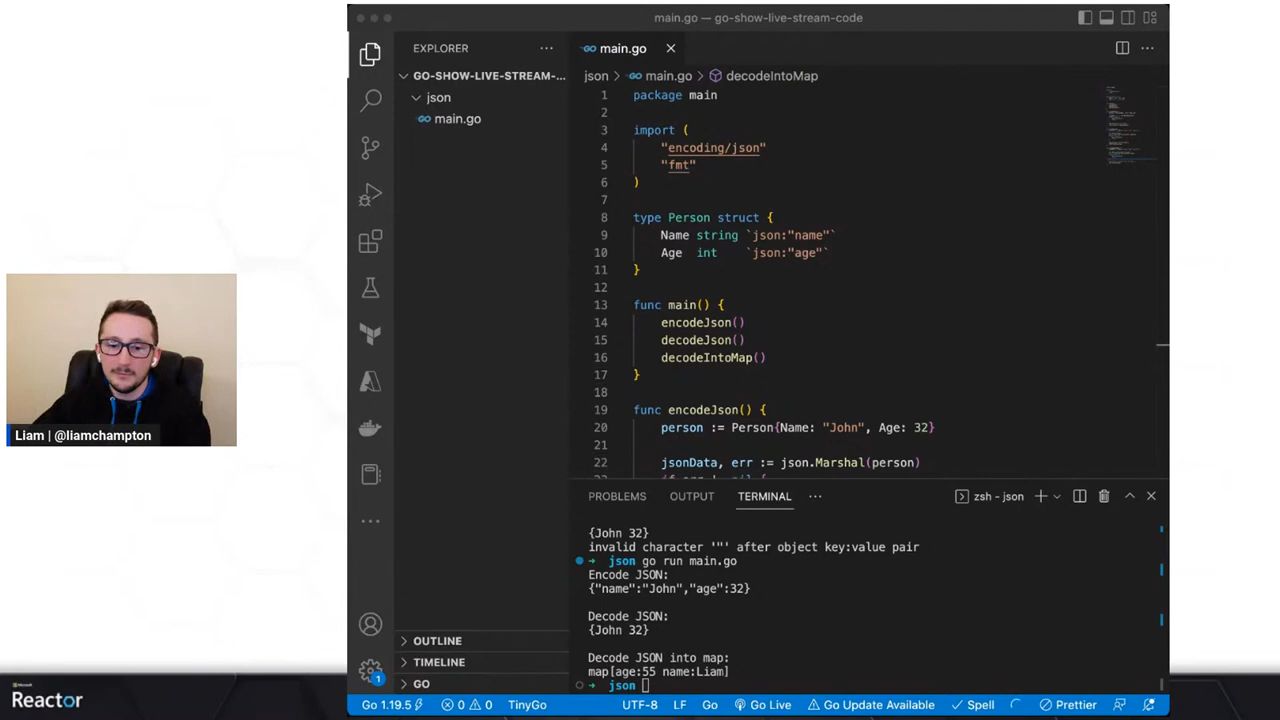 main.go — go-show-live-stream-code
EXPLORER
main.go
GO-SHOW-LIVE-STREAM-...
json > main.go > decodeIntoMap
json
main.go
1 package main
2
3 import (
4 "encoding/json"
5 "fmt"
6 )
7
8 type Person struct {
9 Name string `json:"name"`
10 Age int `json:"age"`
11 }
12
13 func main() {
14 encodeJson()
15 decodeJson()
16 decodeIntoMap()
17 }
18
19 func encodeJson() {
20 person := Person{Name: "John", Age: 32}
21
22 jsonData, err := json.Marshal(person)
Liam | @liamchampton
PROBLEMS OUTPUT TERMINAL zsh - json
{John 32}
invalid character '"' after object key:value pair
→ json go run main.go
Encode JSON:
{"name":"John","age":32}
Decode JSON:
{John 32}
Decode JSON into map:
map[age:55 name:Liam]
→ json
OUTLINE
TIMELINE
GO
1
Microsoft
Reactor
Go 1.19.5 0 0 TinyGo UTF-8 LF Go Go Live Go Update Available Spell Prettier